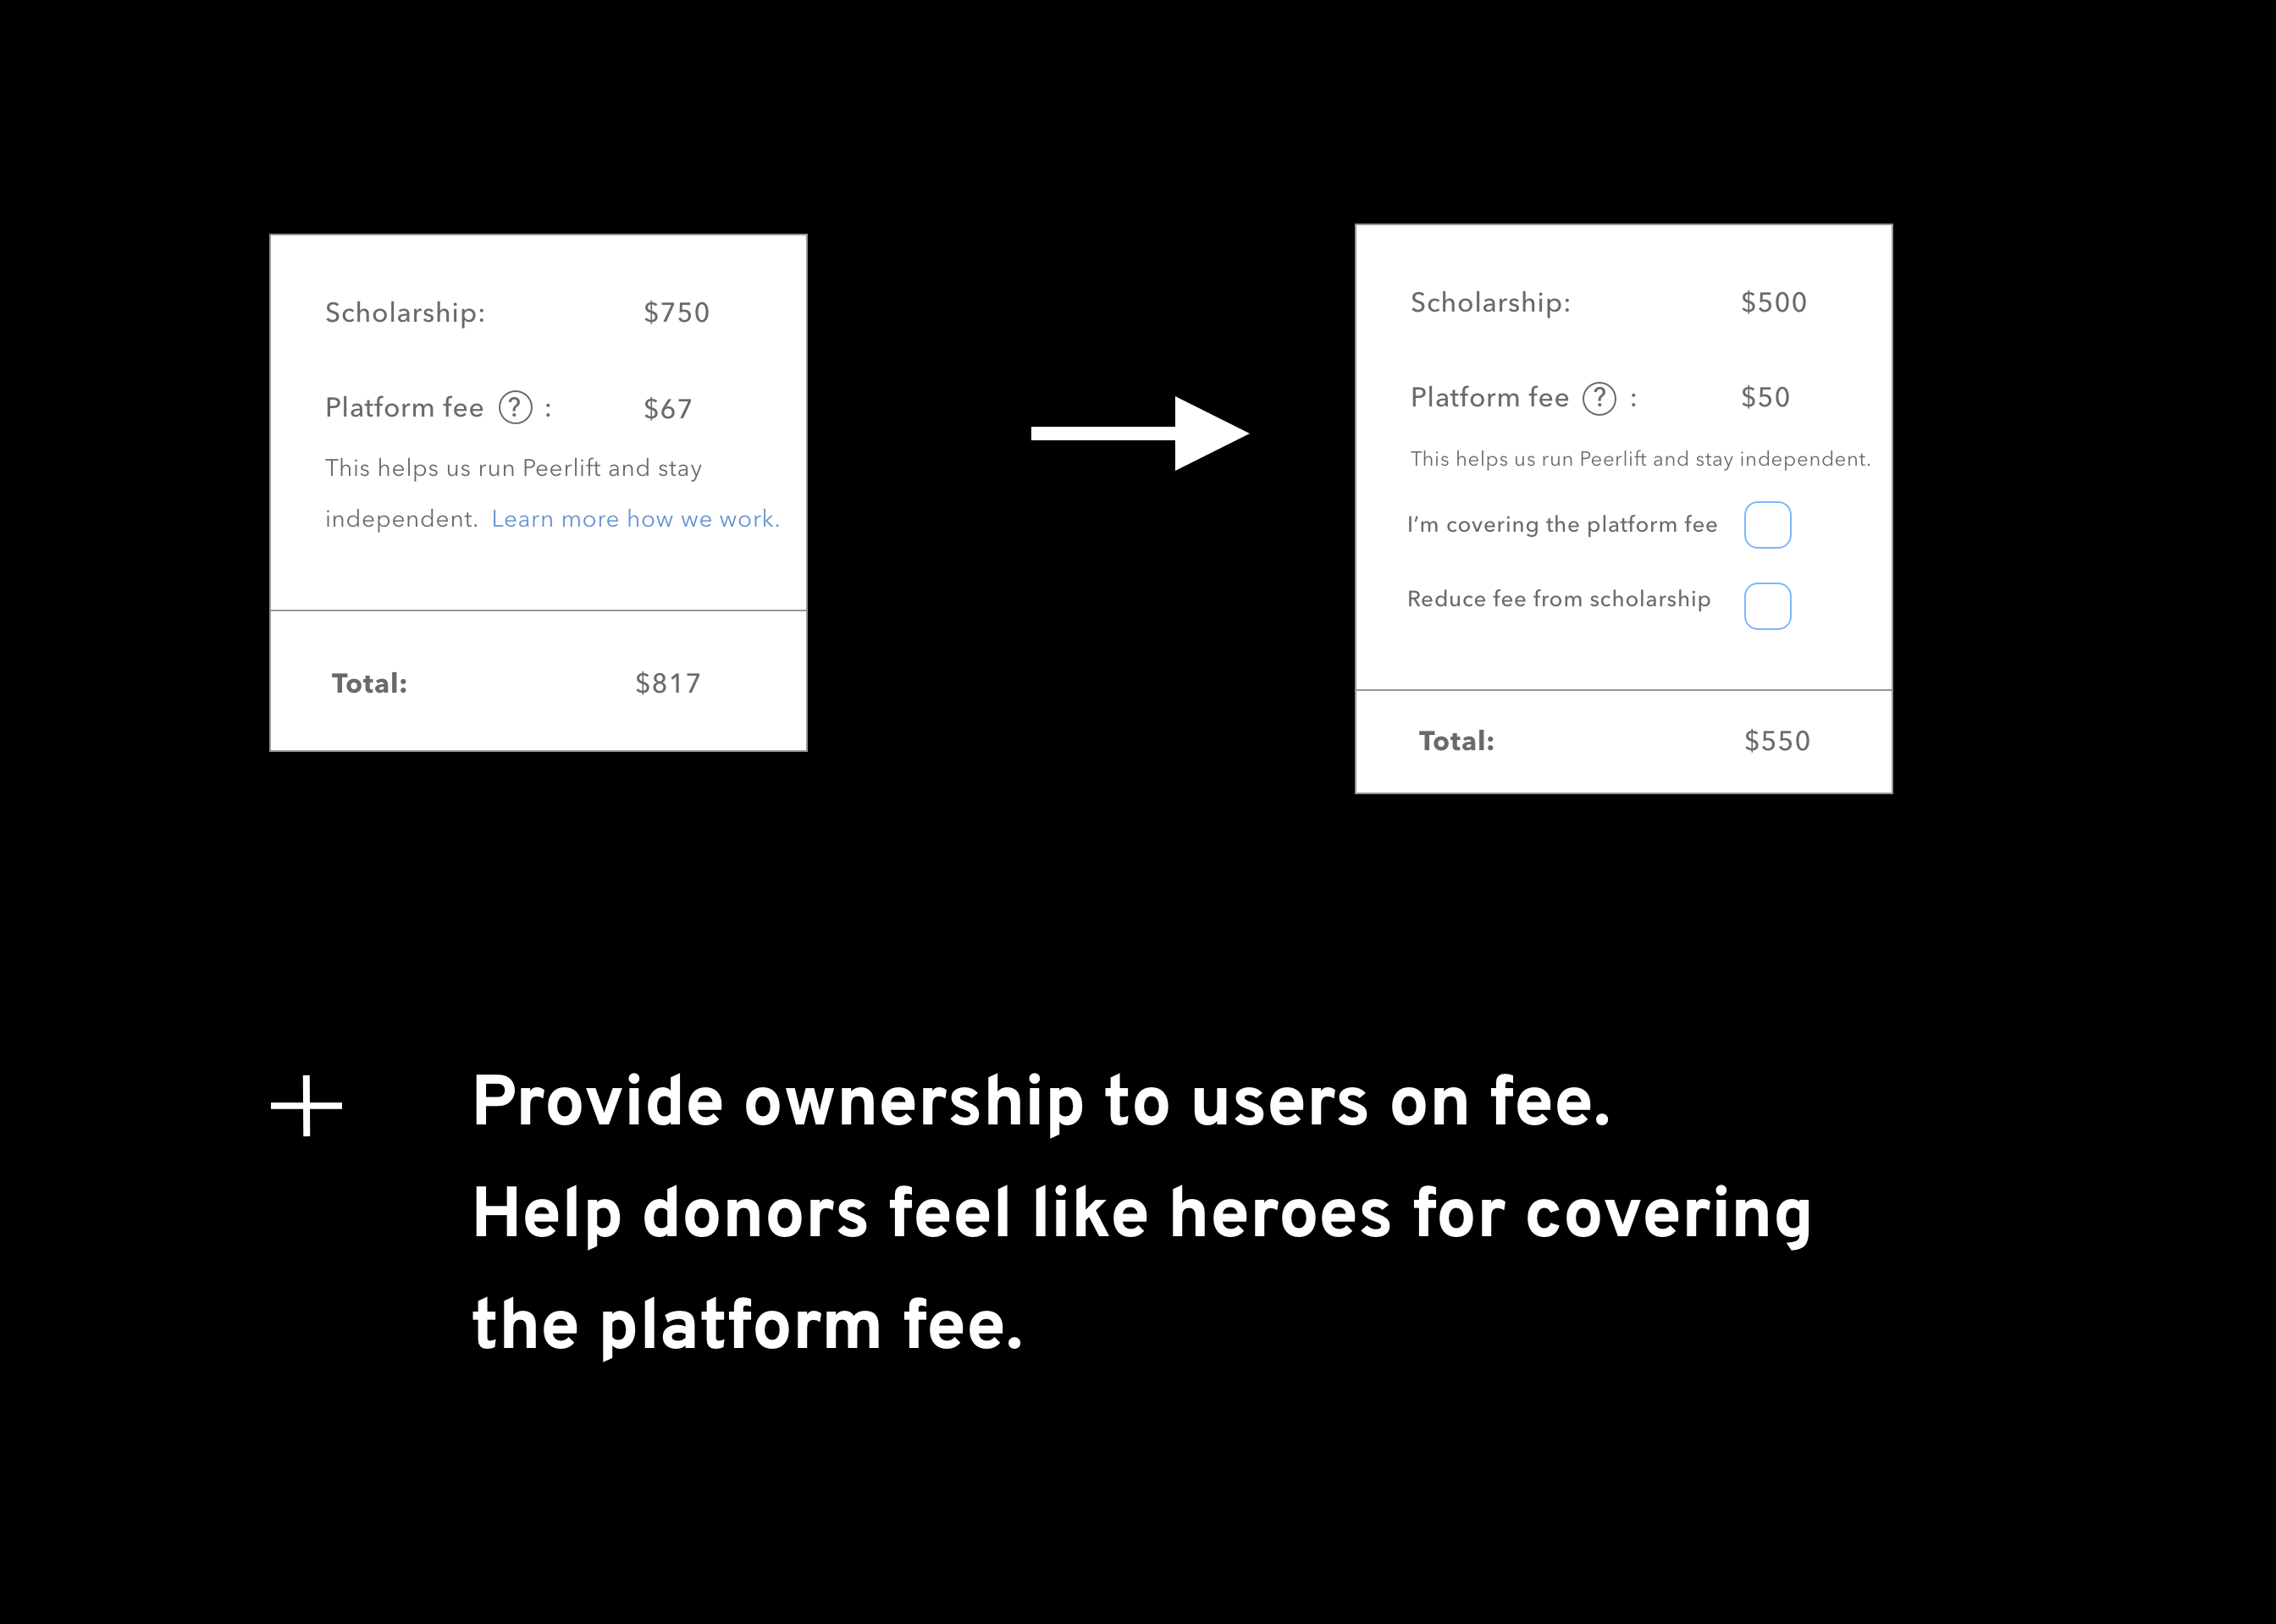 Scholarship: $750
Platform fee ? : $67
This helps us run Peerlift and stay
independent. Learn more how we work.
Total: $817
Scholarship: $500
Platform fee ? : $50
This helps us run Peerlift and stay independent.
I'm covering the platform fee
Reduce fee from scholarship
Total: $550
+ Provide ownership to users on fee.
Help donors feel like heroes for covering
the platform fee.